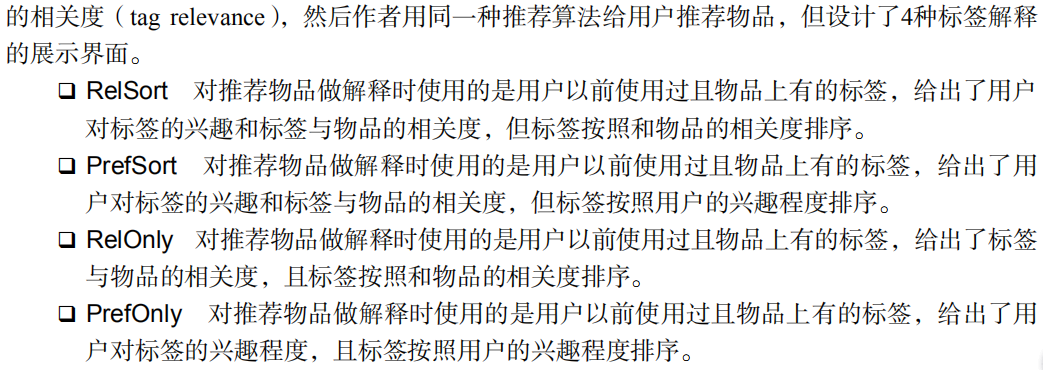 的相关度（tag relevance），然后作者用同一种推荐算法给用户推荐物品，但设计了4种标签解释
的展示界面。
❑ RelSort 对推荐物品做解释时使用的是用户以前使用过且物品上有的标签，给出了用户
对标签的兴趣和标签与物品的相关度，但标签按照和物品的相关度排序。
❑ PrefSort 对推荐物品做解释时使用的是用户以前使用过且物品上有的标签，给出了用
户对标签的兴趣和标签与物品的相关度，但标签按照用户的兴趣程度排序。
❑ RelOnly 对推荐物品做解释时使用的是用户以前使用过且物品上有的标签，给出了标签
与物品的相关度，且标签按照和物品的相关度排序。
❑ PrefOnly 对推荐物品做解释时使用的是用户以前使用过且物品上有的标签，给出了用
户对标签的兴趣程度，且标签按照用户的兴趣程度排序。